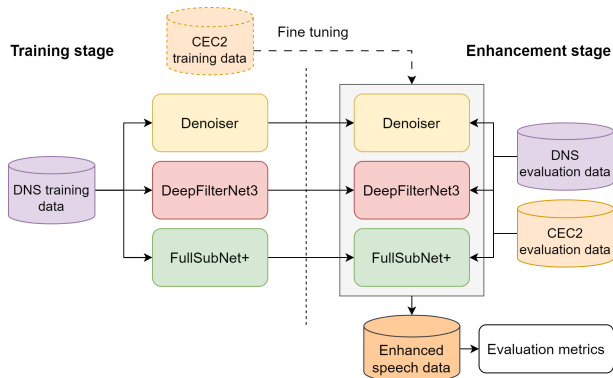 Training stage
CEC2
training data
Fine tuning
Enhancement stage
Denoiser
Denoiser
DNS training
data
DeepFilterNet3
DeepFilterNet3
DNS
evaluation data
FullSubNet+
FullSubNet+
CEC2
evaluation data
Enhanced
speech data
Evaluation metrics